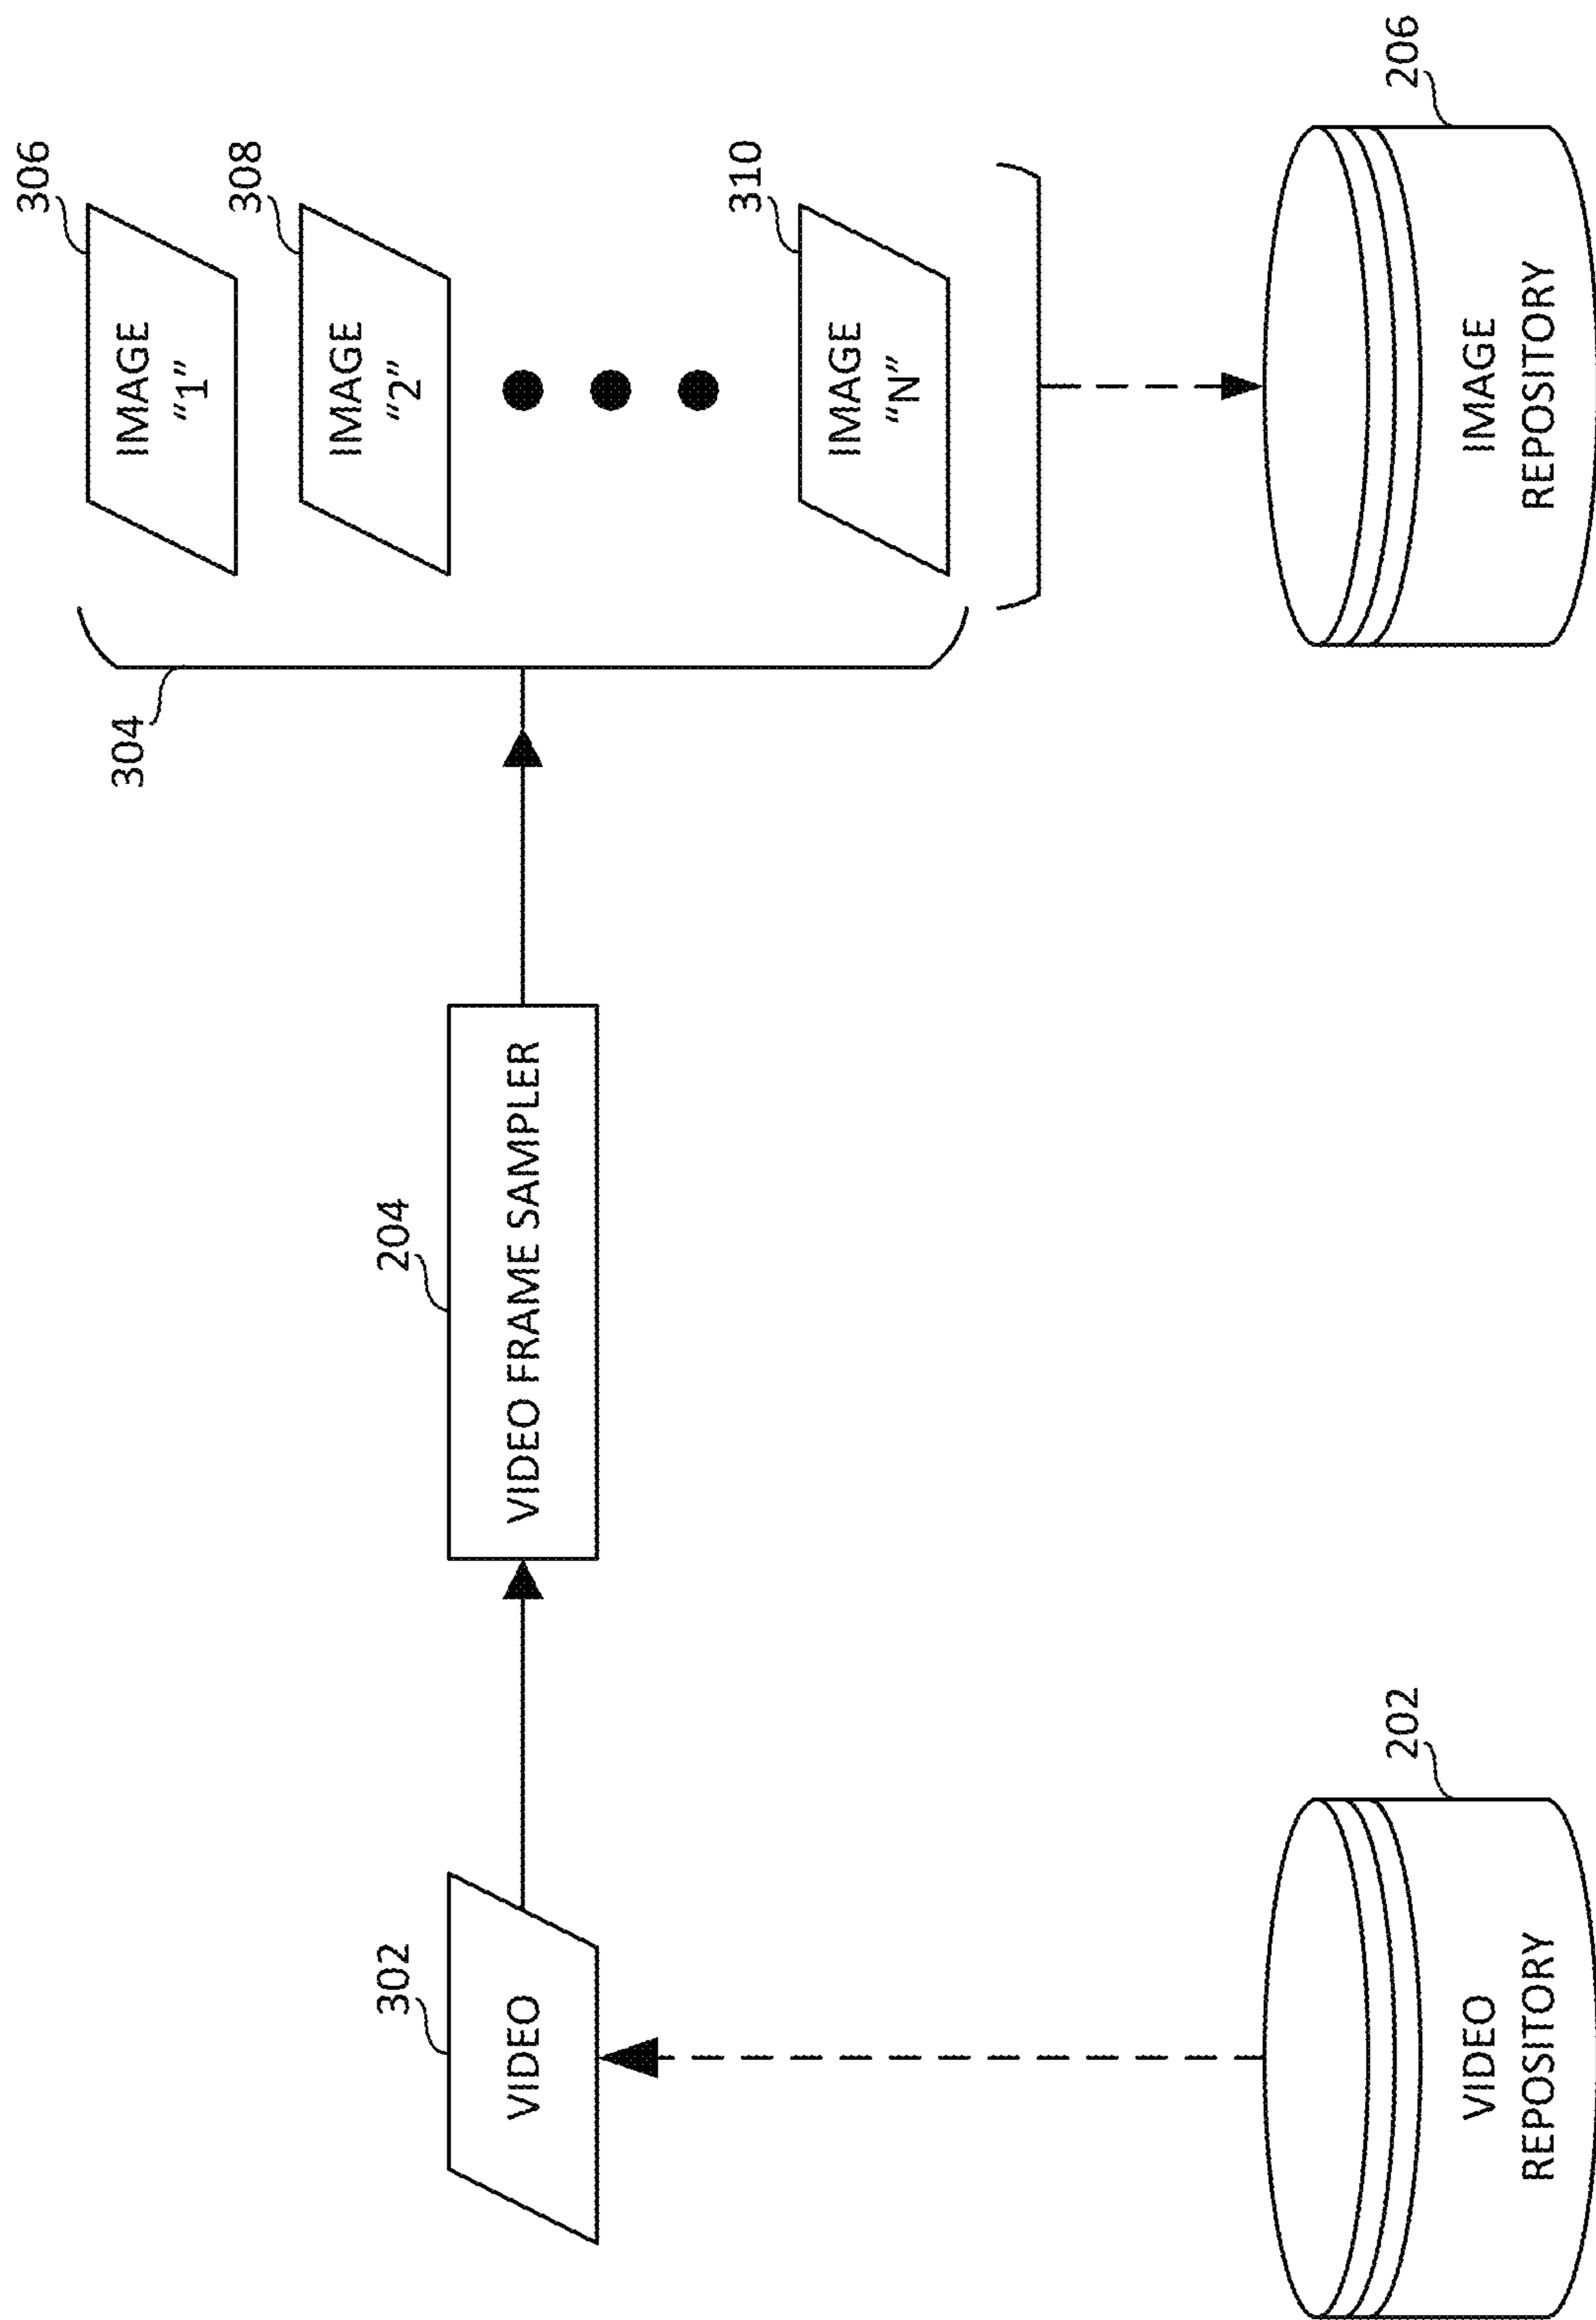 304
306
IMAGE
"1"
308
IMAGE
"2"
310
IMAGE
"N"
302
VIDEO
204
VIDEO FRAME SAMPLER
202
VIDEO
REPOSITORY
206
IMAGE
REPOSITORY